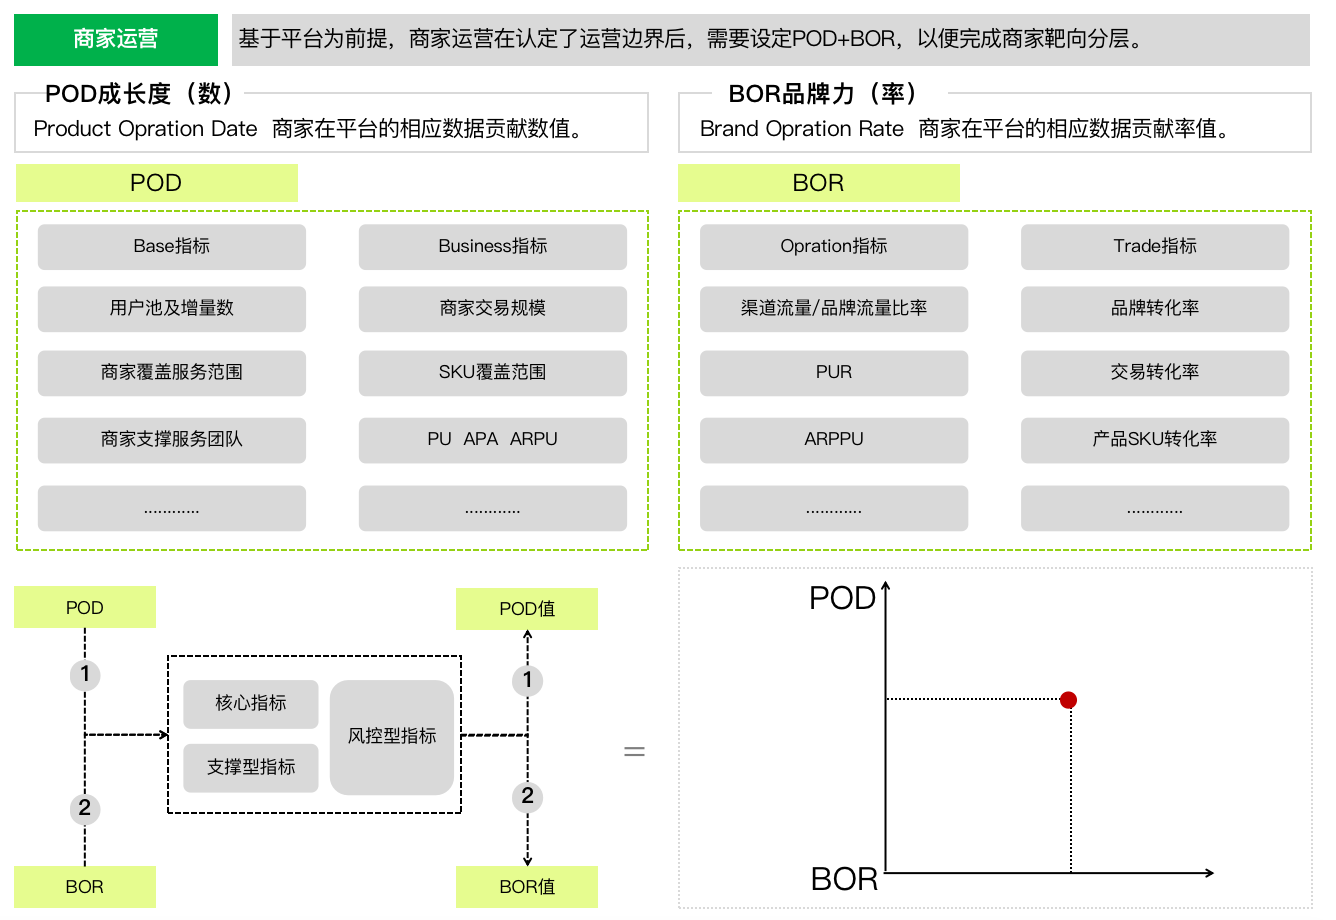 商家运营
基于平台为前提，商家运营在认定了运营边界后，需要设定POD+BOR，以便完成商家靶向分层。
POD成长度（数）
Product Opration Date 商家在平台的相应数据贡献数值。
BOR品牌力（率）
Brand Opration Rate 商家在平台的相应数据贡献率值。
POD
Base指标
Business指标
用户池及增量数
商家交易规模
商家覆盖服务范围
SKU覆盖范围
商家支撑服务团队
PU APA ARPU
............
............
BOR
Opration指标
Trade指标
渠道流量/品牌流量比率
品牌转化率
PUR
交易转化率
ARPPU
产品SKU转化率
............
............
POD
1
2
BOR
核心指标
支撑型指标
风控型指标
POD值
1
2
BOR值
＝
POD
BOR